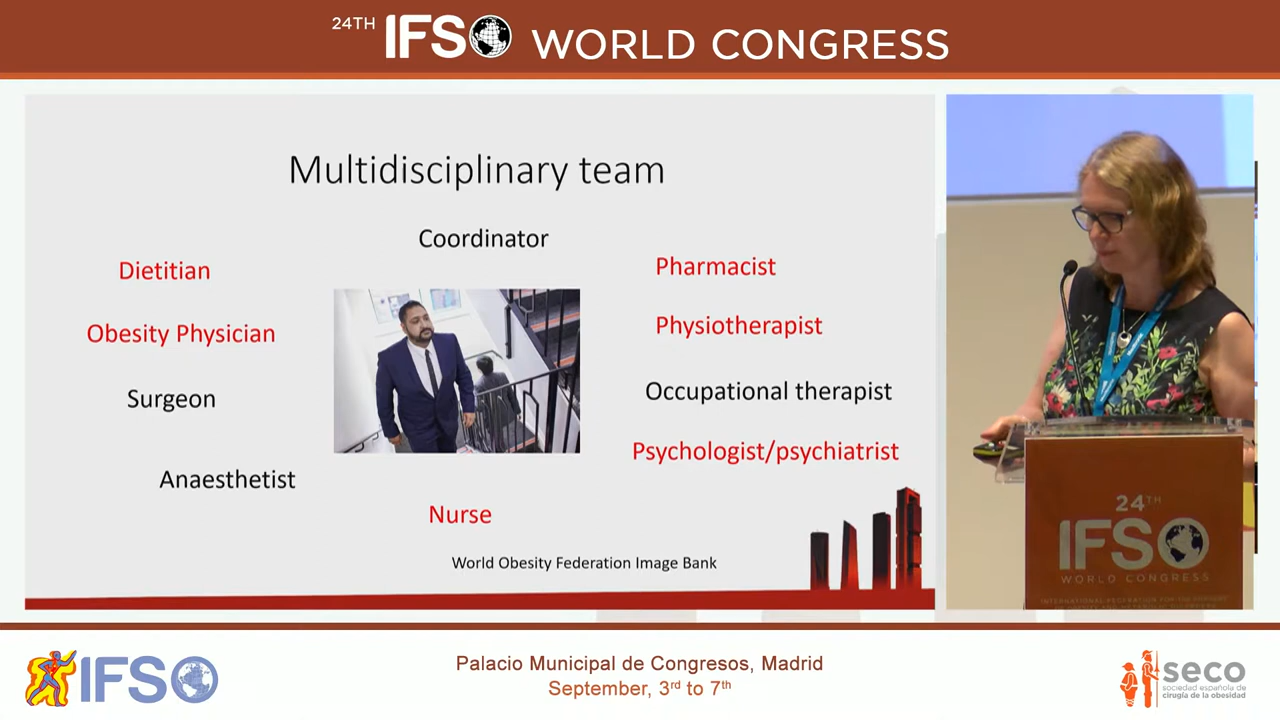 24TH IFSO WORLD CONGRESS
Multidisciplinary team
Coordinator
Dietitian
Pharmacist
Obesity Physician
Physiotherapist
Surgeon
Occupational therapist
Anaesthetist
Psychologist/psychiatrist
Nurse
World Obesity Federation Image Bank
24TH
IFSO
WORLD CONGRESS
IFSO
Palacio Municipal de Congresos, Madrid
September, 3rd to 7th
seco
sociedad española de
cirugía de la obesidad